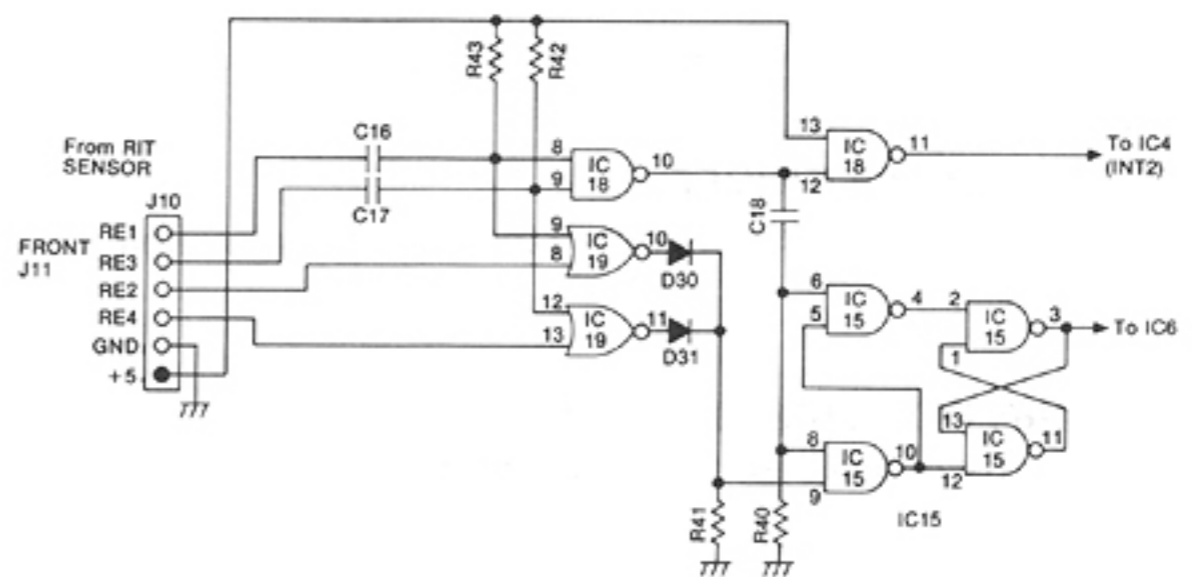 R43
R42
From RIT
SENSOR
C16
C17
8
9
IC
18
10
13
12
IC
18
11
To IC4
(INT2)
J10
FRONT
J11
RE1
RE3
RE2
RE4
GND
+5
9
8
IC
19
10
D30
12
13
IC
19
11
D31
C18
6
5
IC
15
4
2
1
IC
15
3
To IC6
8
9
IC
15
10
13
12
IC
15
11
IC15
R41
R40